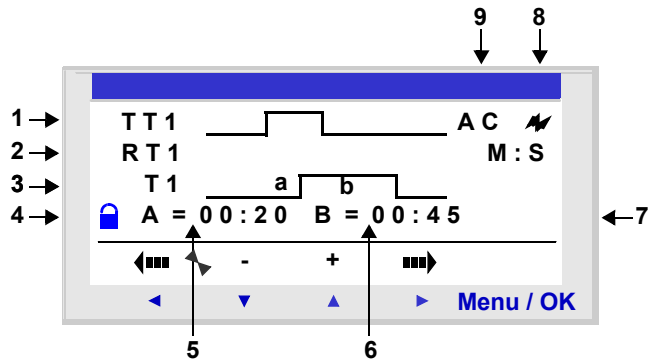 9 8
1 TT1 AC
2 RT1 M:S
3 T1 a b
4 A = 00:20 B = 00:45 7
- +
Menu / OK
5 6